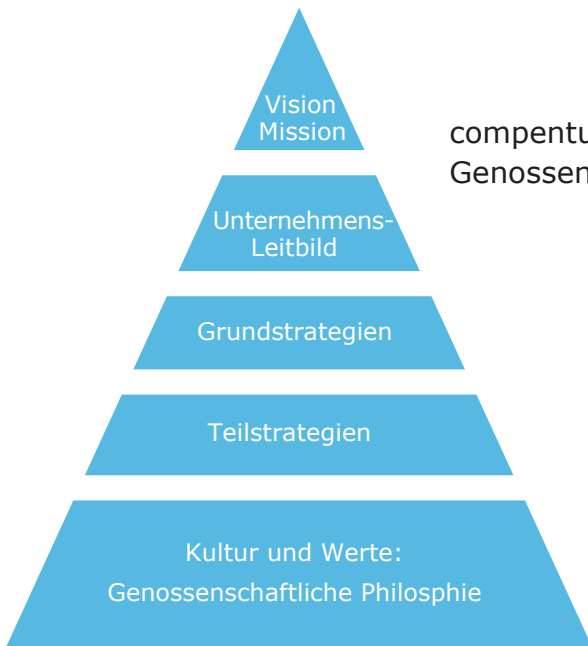 Vision
Mission
compentu
Genossen
Unternehmens-
Leitbild
Grundstrategien
Teilstrategien
Kultur und Werte:
Genossenschaftliche Philosphie